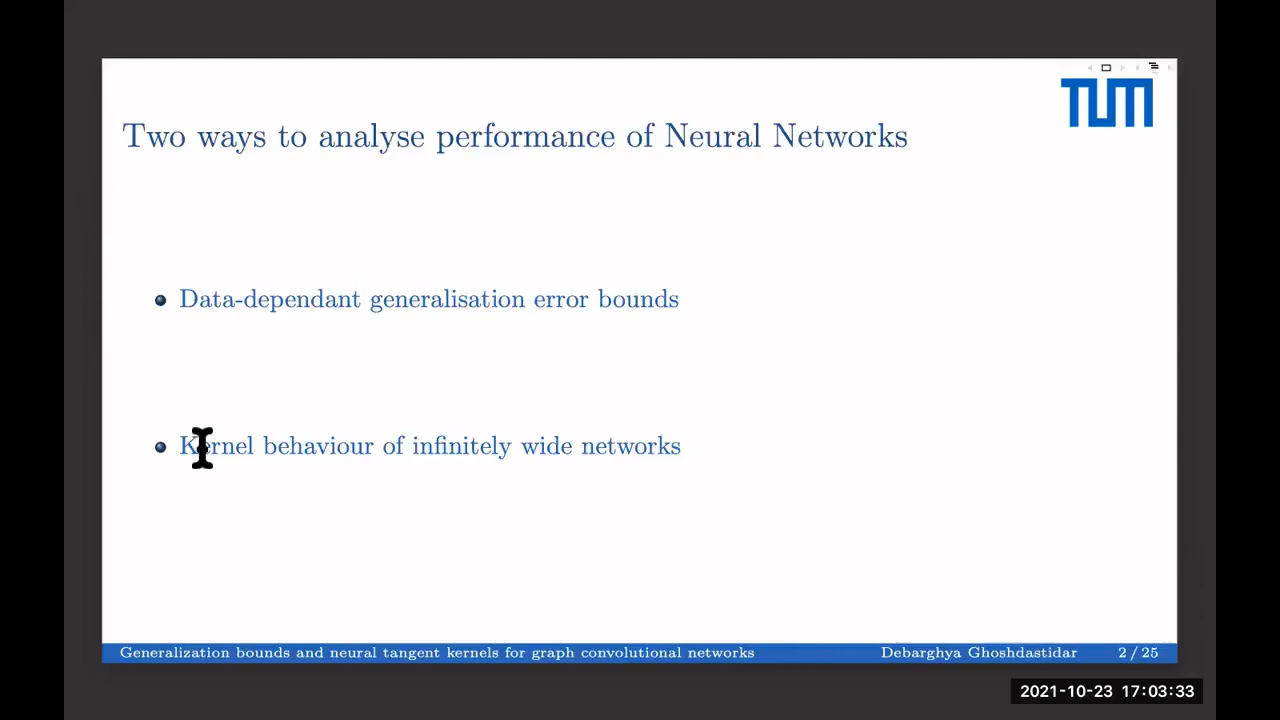 TUM
Two ways to analyse performance of Neural Networks
Data-dependant generalisation error bounds
Kernel behaviour of infinitely wide networks
Generalization bounds and neural tangent kernels for graph convolutional networks Debarghya Ghoshdastidar 2 / 25
2021-10-23 17:03:33